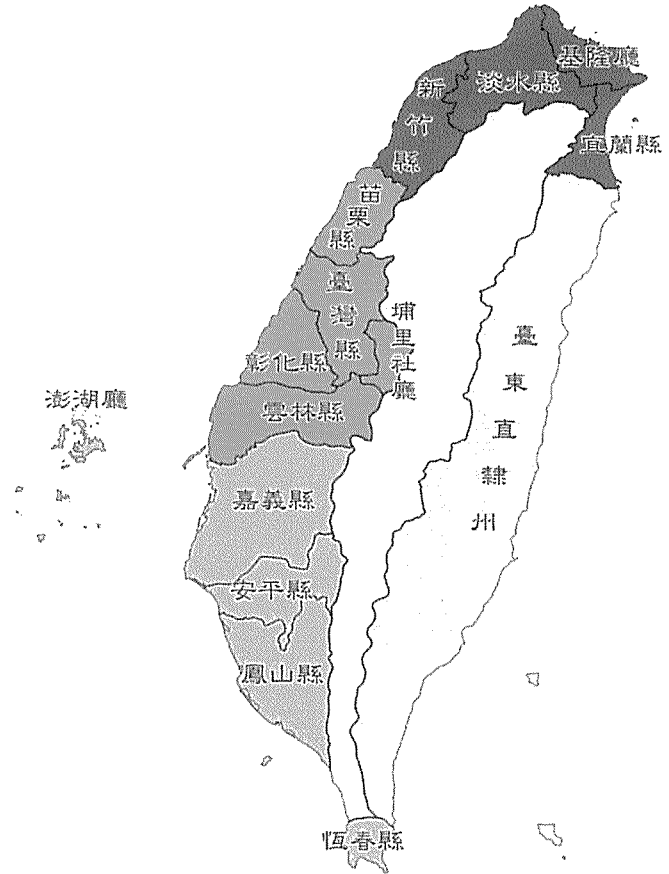 基隆廳
淡水縣
新竹縣
宜蘭縣
苗栗縣
臺灣縣
埔里社廳
彰化縣
臺東直隸州
澎湖廳
雲林縣
嘉義縣
安平縣
鳳山縣
恆春縣